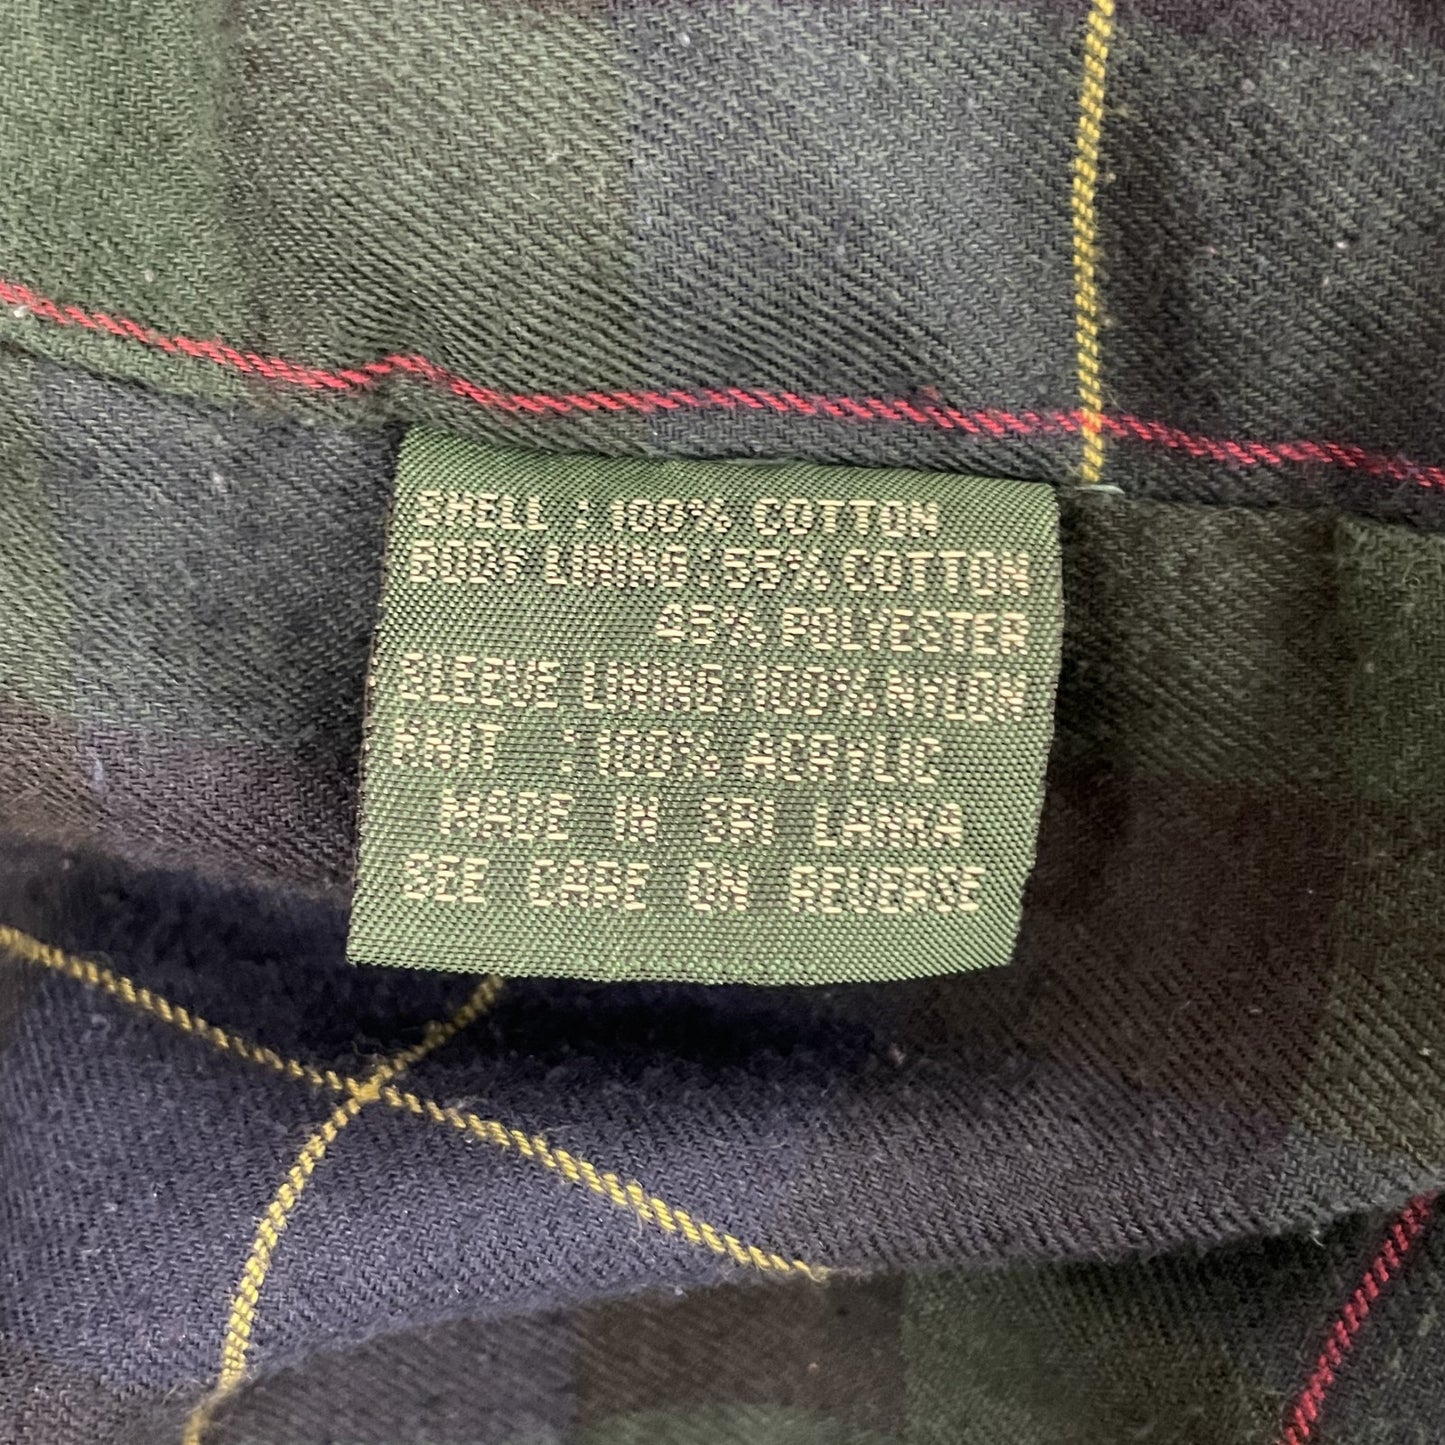 SHELL : 100% COTTON
BODY LINING : 55% COTTON
45% POLYESTER
SLEEVE LINING : 100% NYLON
KNIT : 100% ACRYLIC
MADE IN SRI LANKA
SEE CARE ON REVERSE